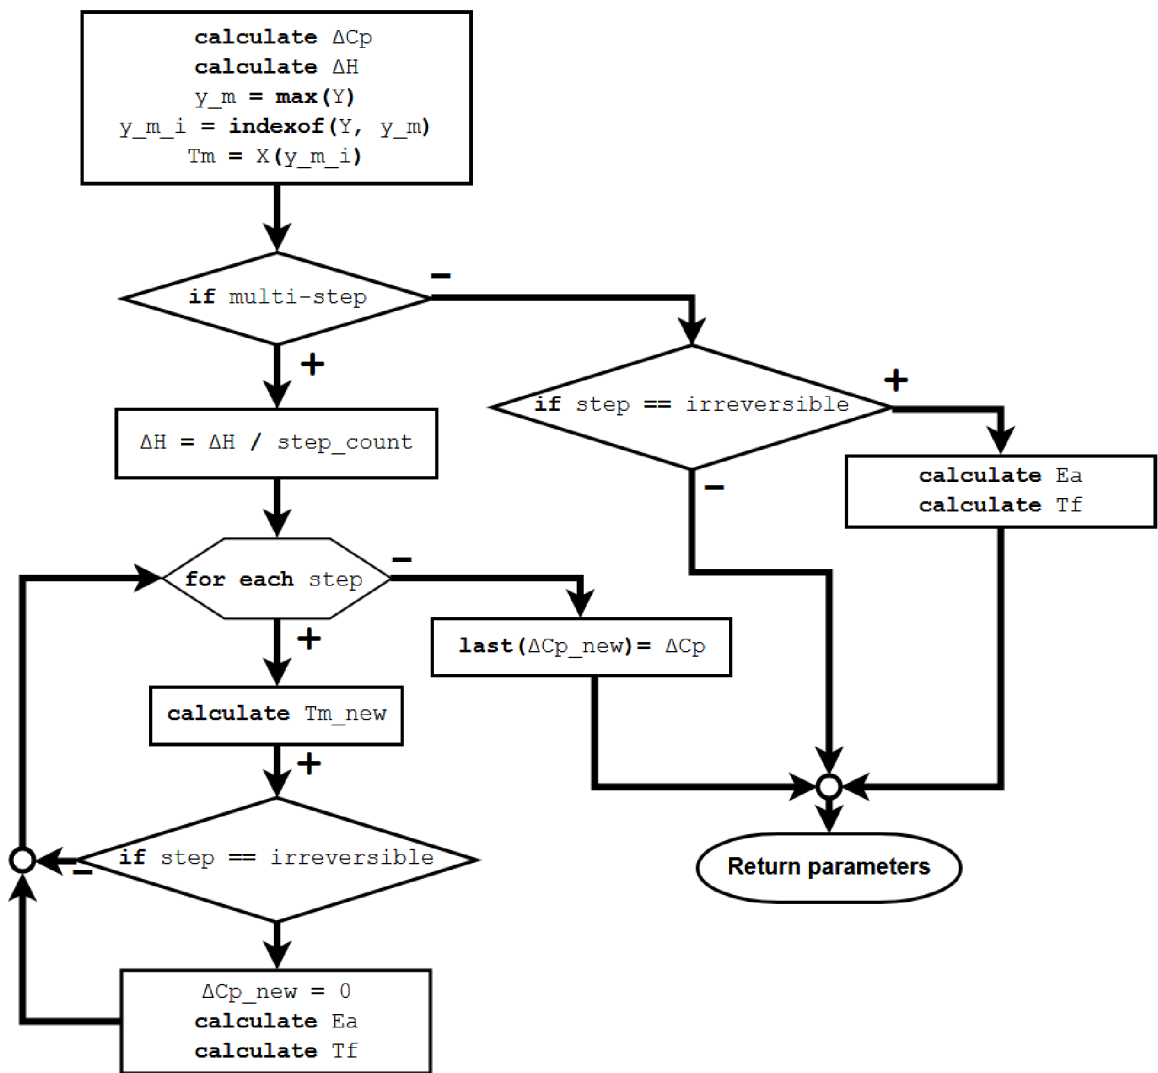 calculate ΔCp
calculate ΔH
y_m = max(Y)
y_m_i = indexof(Y, y_m)
Tm = X(y_m_i)
if multi-step
-
+
if step == irreversible
+
-
ΔH = ΔH / step_count
calculate Ea
calculate Tf
for each step
-
+
last(ΔCp_new)= ΔCp
calculate Tm_new
+
if step == irreversible
-
Return parameters
ΔCp_new = 0
calculate Ea
calculate Tf